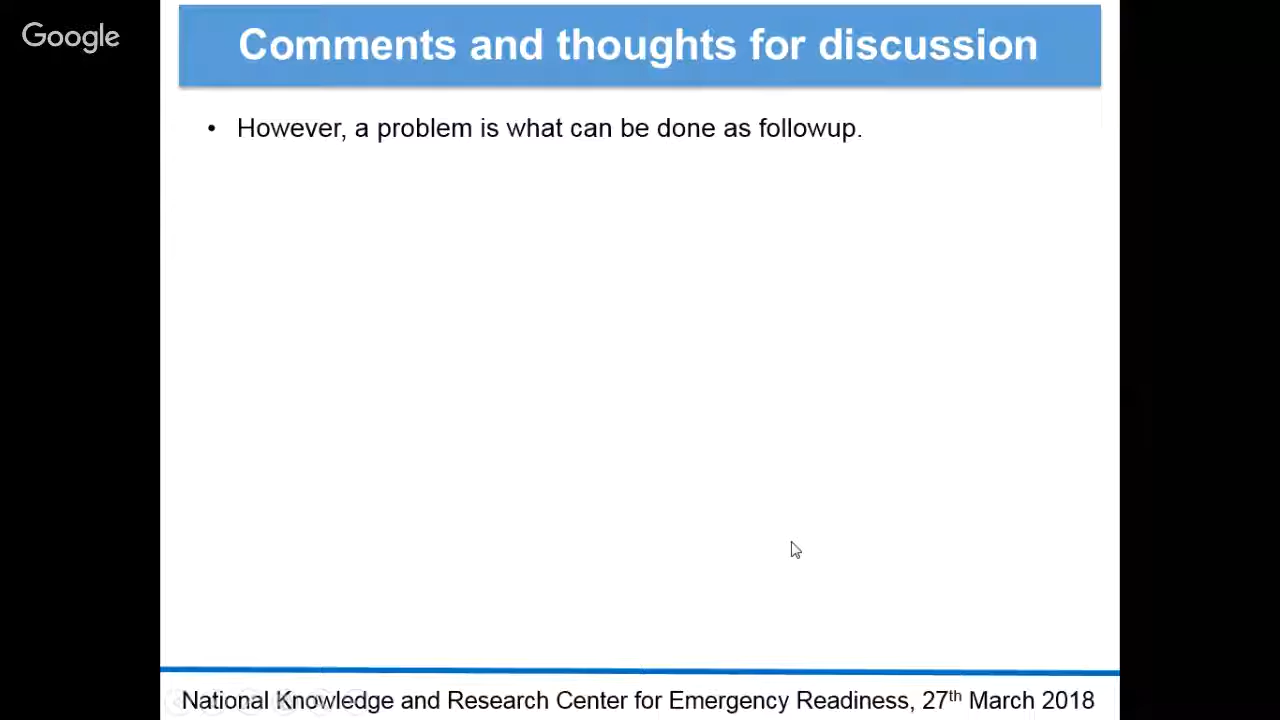 Google
Comments and thoughts for discussion
• However, a problem is what can be done as followup.
National Knowledge and Research Center for Emergency Readiness, 27th March 2018